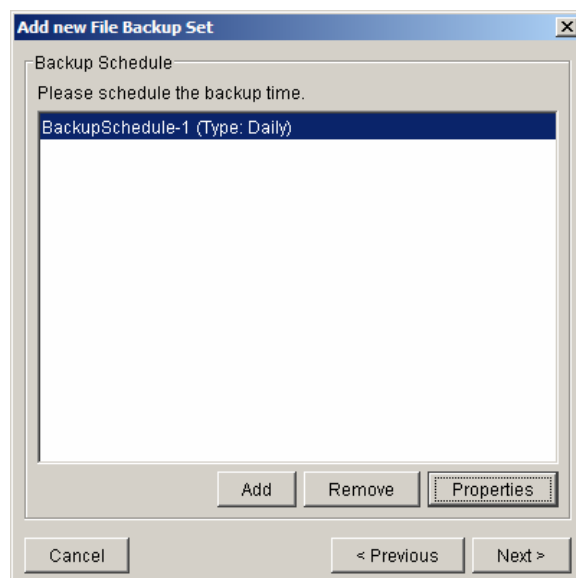 Add new File Backup Set
Backup Schedule
Please schedule the backup time.
BackupSchedule-1 (Type: Daily)
Add Remove Properties
Cancel < Previous Next >